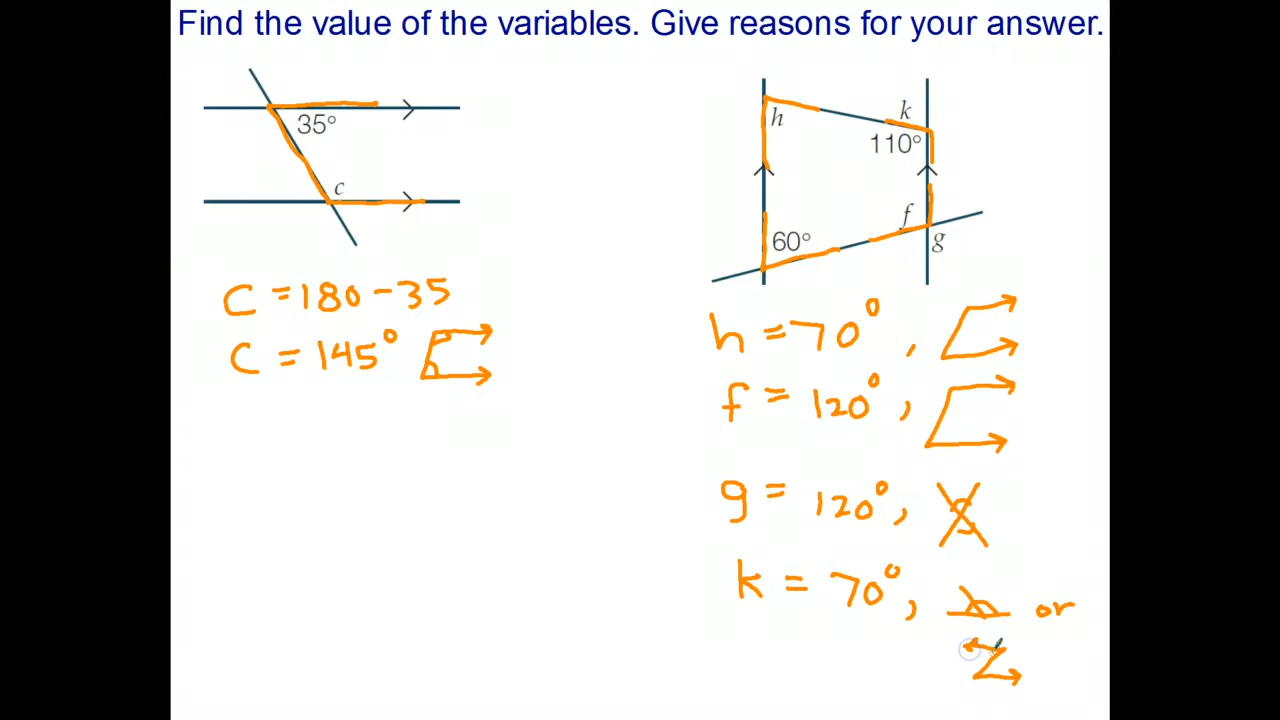 Find the value of the variables. Give reasons for your answer.
35°
c
h
k
110°
60°
f
g
C = 180 - 35
C = 145°
h = 70° ,
f = 120° ,
g = 120° ,
k = 70° , or